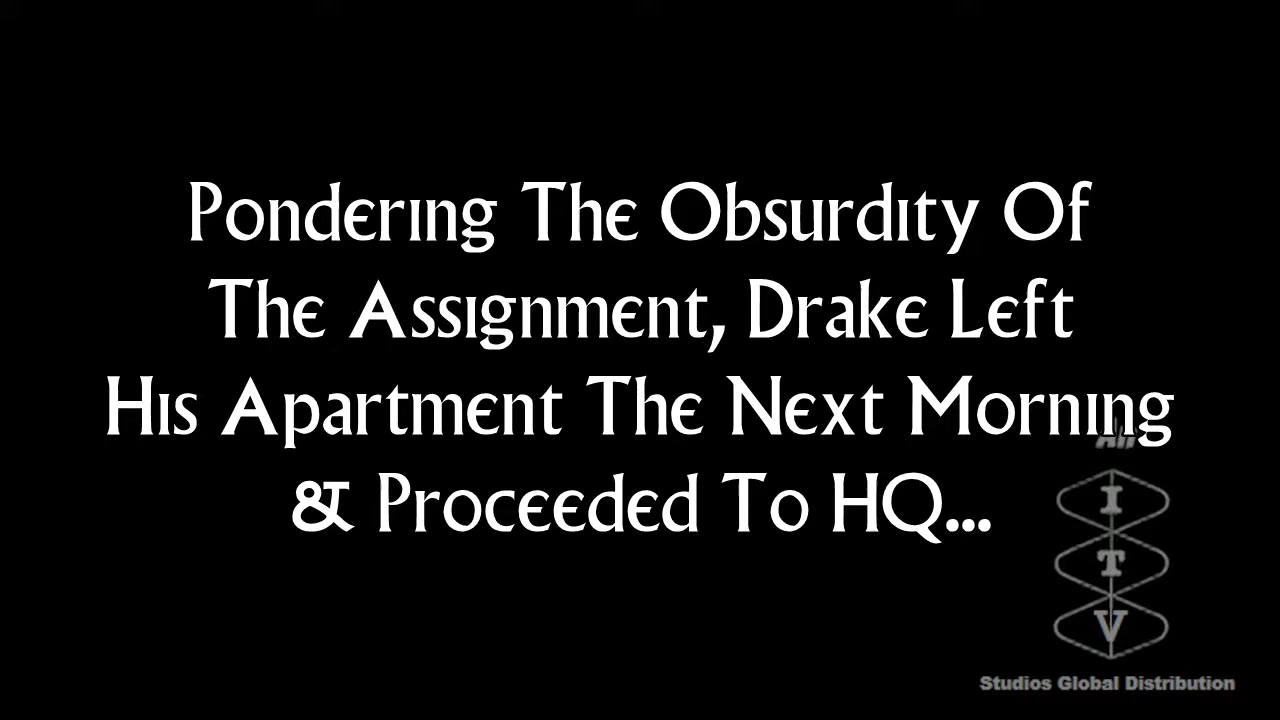 Pondering The Obsurdity Of
The Assignment, Drake Left
His Apartment The Next Morning
& Proceeded To HQ...
An
I
T
V
Studios Global Distribution